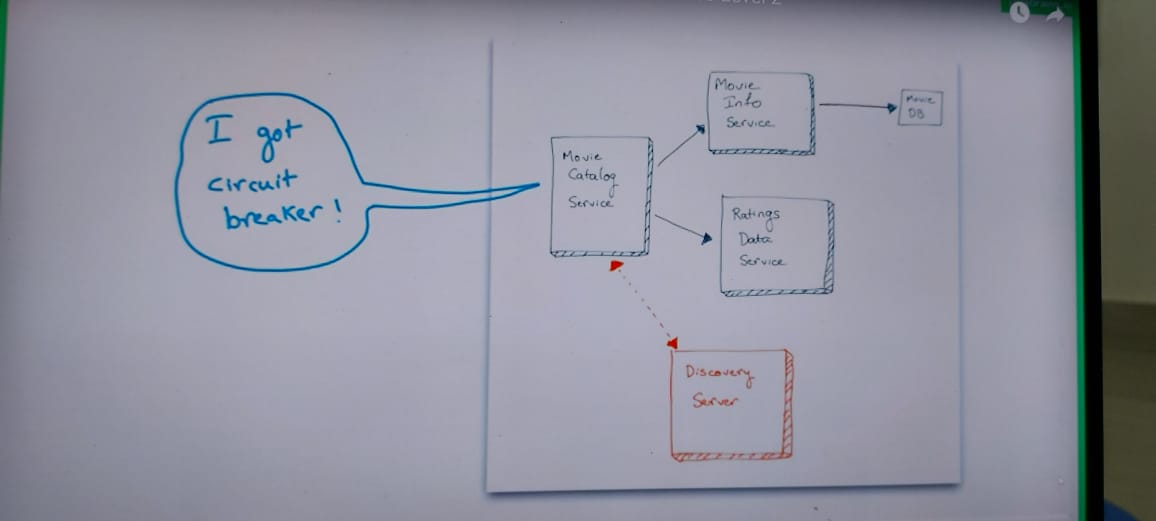 I got
circuit
breaker!
Movie
Catalog
Service
Movie
Info
Service
Movie
DB
Ratings
Data
Service
Discovery
Server